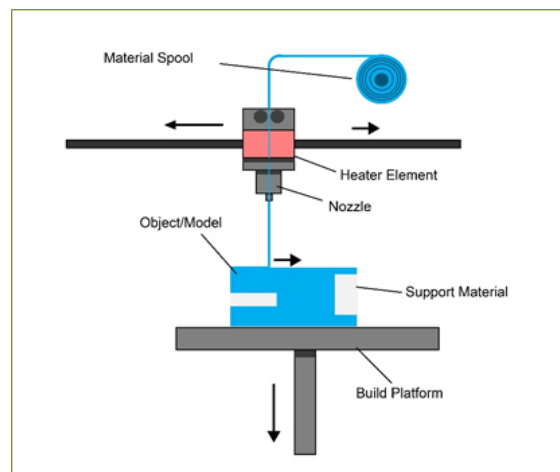 Material Spool
Heater Element
Nozzle
Object/Model
Support Material
Build Platform